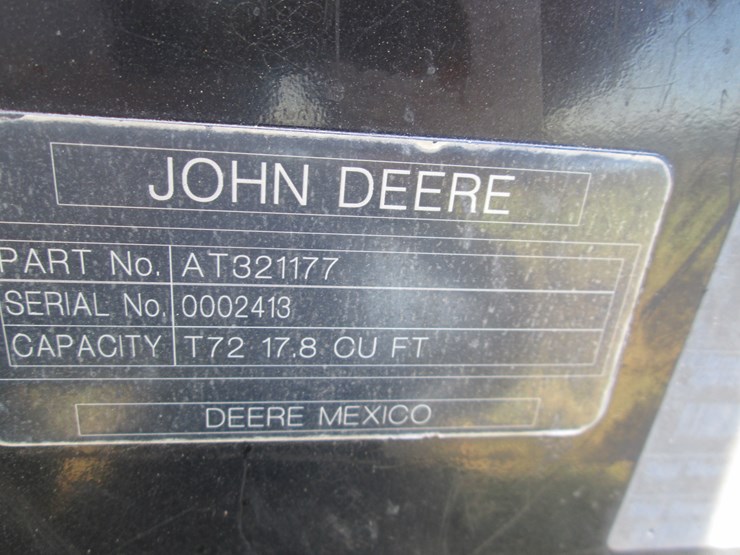 JOHN DEERE
PART No. AT321177
SERIAL No. 0002413
CAPACITY T72 17.8 CU FT
DEERE MEXICO